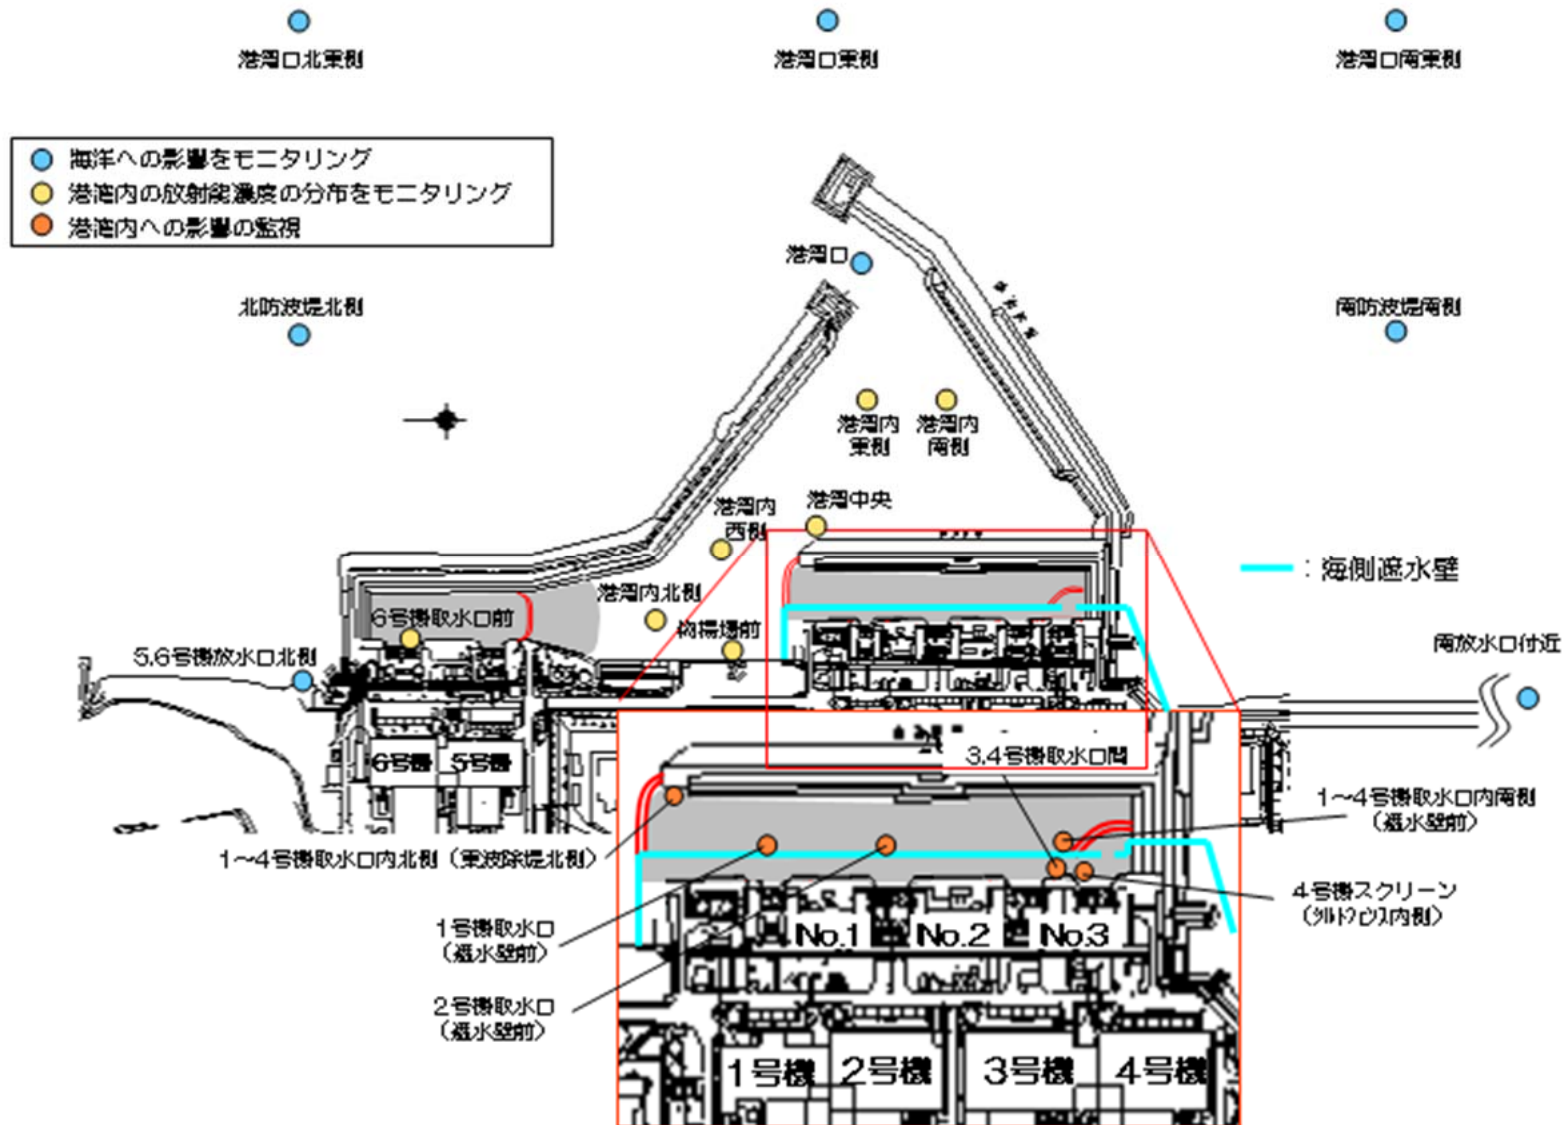 港湾口北東側
港湾口東側
港湾口南東側
海洋への影響をモニタリング
港湾内の放射能濃度の分布をモニタリング
港湾内への影響の監視
港湾口
北防波堤北側
南防波堤南側
港湾内
東側
港湾内
南側
港湾中央
港湾内
西側
:海側遮水壁
港湾内北側
6号機取水口前
物揚場前
5,6号機放水口北側
南放水口付近
6号機
5号機
3,4号機取水口間
1〜4号機取水口内南側
(遮水壁前)
1〜4号機取水口内北側(東波除堤北側)
4号機スクリーン
(シルトフェンス内側)
1号機取水口
(遮水壁前)
No.1
No.2
No.3
2号機取水口
(遮水壁前)
1号機
2号機
3号機
4号機